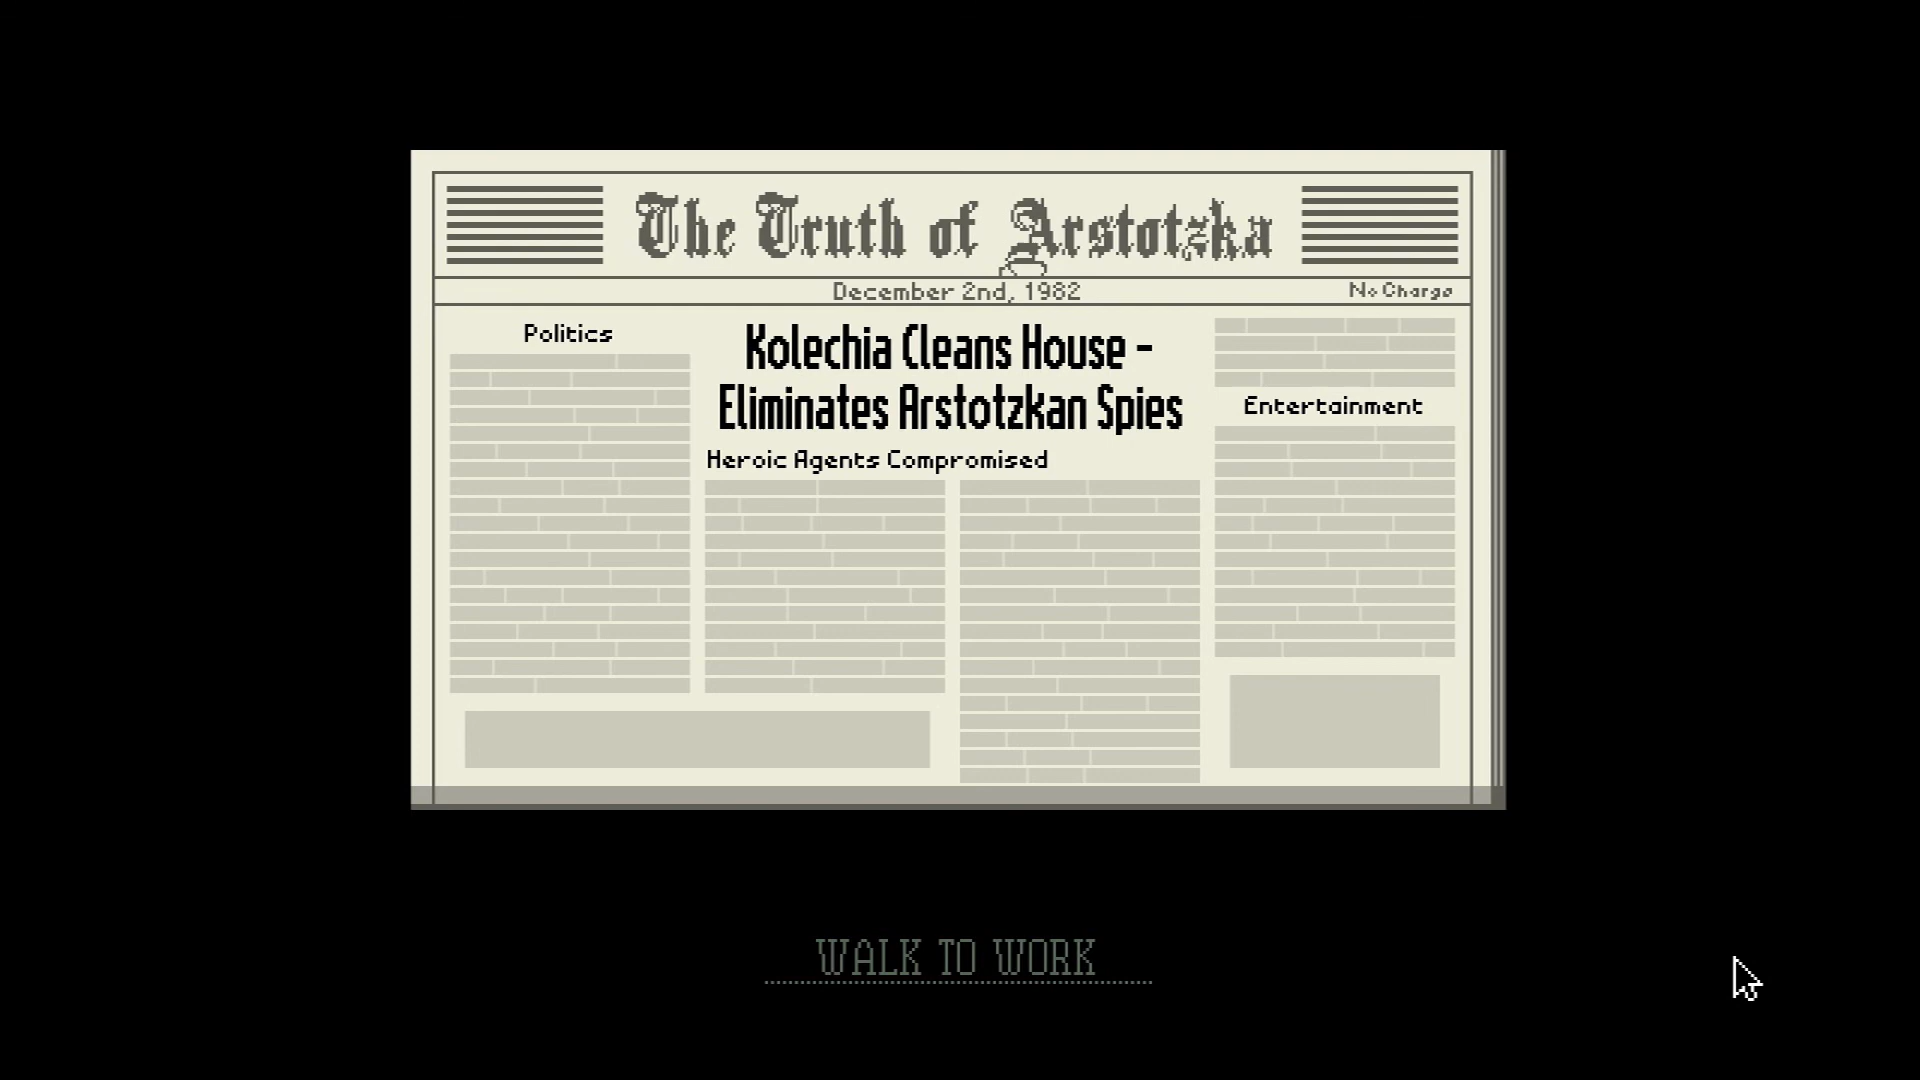 The Truth of Arstotzka
December 2nd, 1982
No Charge
Politics
Kolechia Cleans House -
Eliminates Arstotzkan Spies
Heroic Agents Compromised
Entertainment
WALK TO WORK